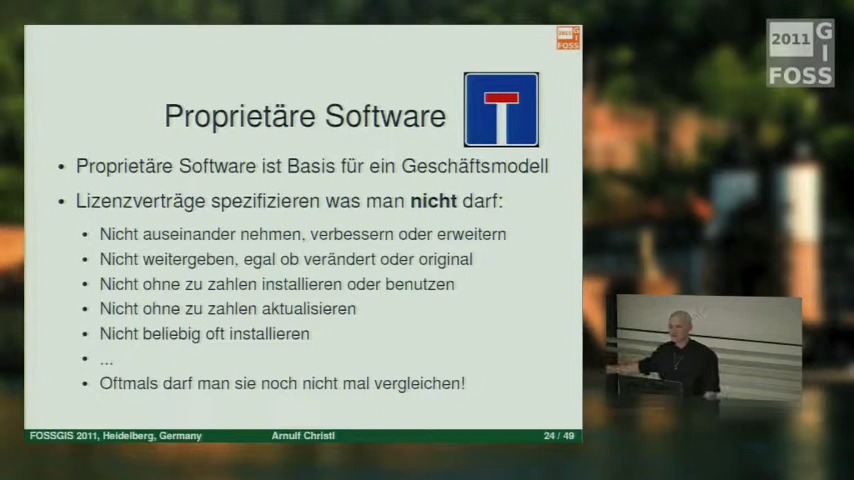 2011
GI
FOSS
2011
GI
FOSS
Proprietäre Software
• Proprietäre Software ist Basis für ein Geschäftsmodell
• Lizenzverträge spezifizieren was man nicht darf:
• Nicht auseinander nehmen, verbessern oder erweitern
• Nicht weitergeben, egal ob verändert oder original
• Nicht ohne zu zahlen installieren oder benutzen
• Nicht ohne zu zahlen aktualisieren
• Nicht beliebig oft installieren
• ...
• Oftmals darf man sie noch nicht mal vergleichen!
FOSSGIS 2011, Heidelberg, Germany Arnulf Christl 24 / 49